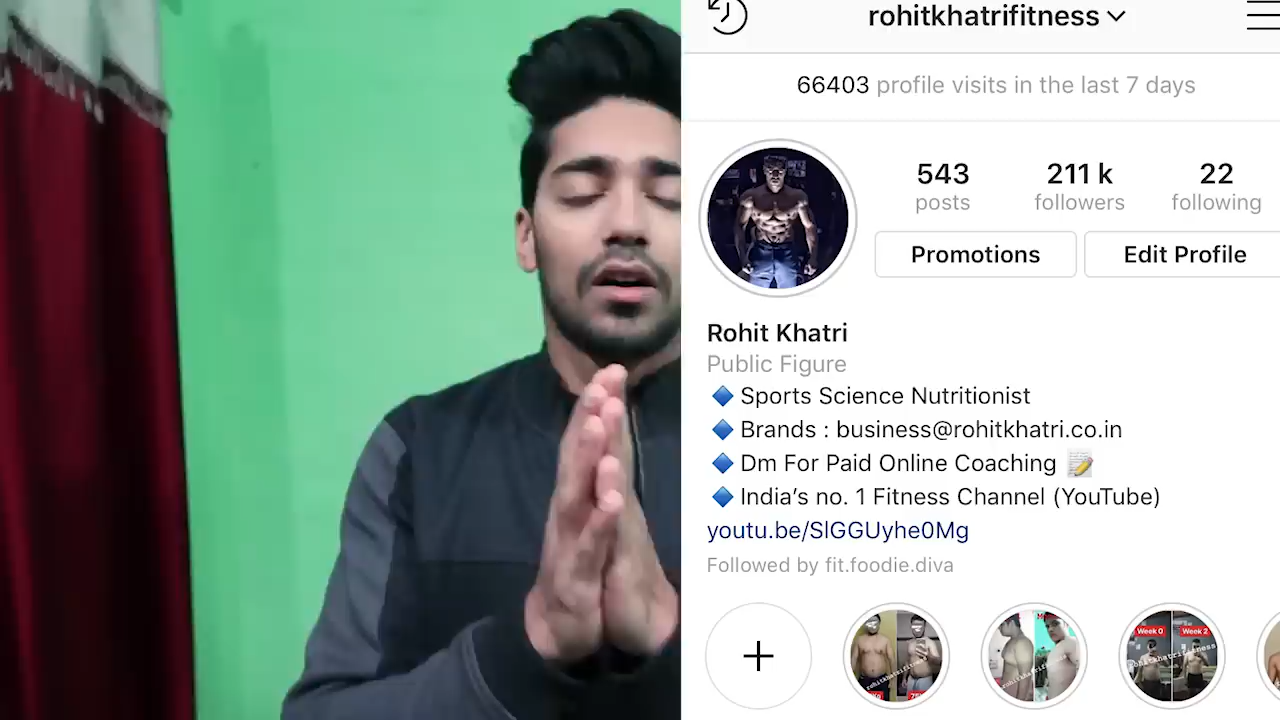 rohitkhatrifitness
66403 profile visits in the last 7 days
543 211 k 22
posts followers following
Promotions Edit Profile
Rohit Khatri
Public Figure
🔷 Sports Science Nutritionist
🔷 Brands : business@rohitkhatri.co.in
🔷 Dm For Paid Online Coaching 📝
🔷 India’s no. 1 Fitness Channel (YouTube)
youtu.be/SlGGUyhe0Mg
Followed by fit.foodie.diva
Week 0 Week 2
rohitkhatrifitness